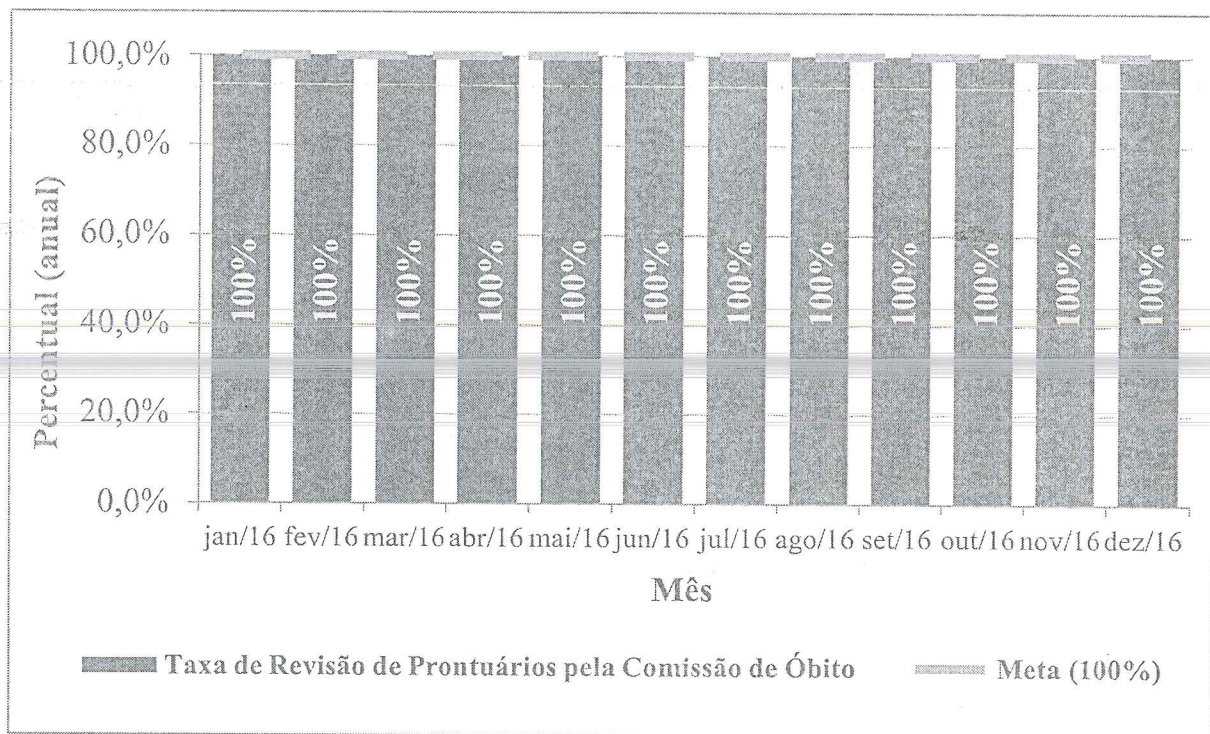 100,0%
80,0%
60,0%
40,0%
20,0%
0,0%
Percentual (anual)
100% 100% 100% 100% 100% 100% 100% 100% 100% 100% 100% 100%
jan/16 fev/16 mar/16 abr/16 mai/16 jun/16 jul/16 ago/16 set/16 out/16 nov/16 dez/16
Mês
Taxa de Revisão de Prontuários pela Comissão de Óbito Meta (100%)